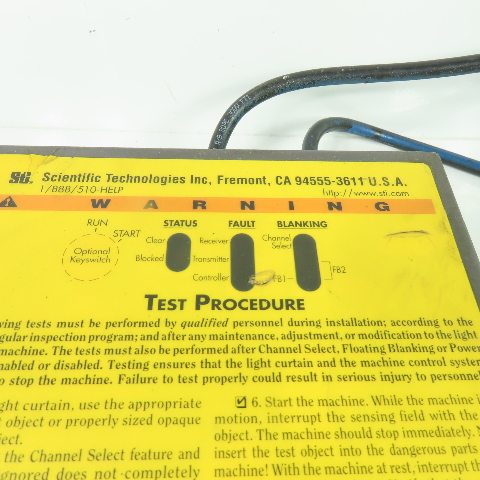 STI. Scientific Technologies Inc, Fremont, CA 94555-3611 U.S.A.
1/888/510-HELP http://www.sti.com
WARNING
RUN START
Optional Keyswitch
STATUS FAULT BLANKING
Clear Receiver Channel Select
Blocked Transmitter
Controller FB1 FB2
TEST PROCEDURE
wing tests must be performed by qualified personnel during installation; according to the
gular inspection program; and after any maintenance, adjustment, or modification to the light
machine. The tests must also be performed after Channel Select, Floating Blanking or Power
nabled or disabled. Testing ensures that the light curtain and the machine control system
o stop the machine. Failure to test properly could result in serious injury to personnel
ght curtain, use the appropriate
t object or properly sized opaque
ject.
the Channel Select feature and
ignored does not completely
6. Start the machine. While the machine i
motion, interrupt the sensing field with the
object. The machine should stop immediately. N
insert the test object into the dangerous parts
machine! With the machine at rest, interrupt th